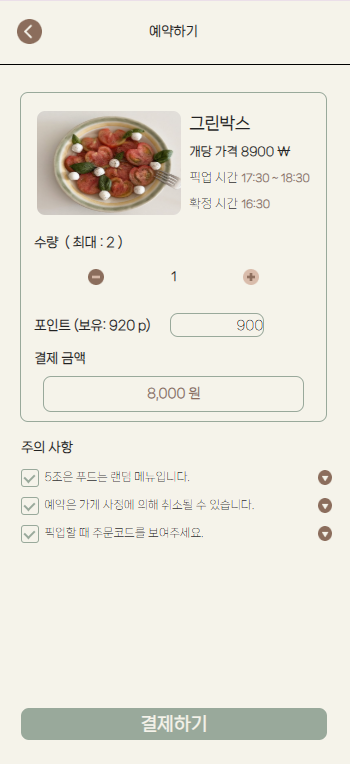 예약하기
그린박스
개당 가격 8900 ₩
픽업 시간 17:30 ~ 18:30
확정 시간 16:30
수량 ( 최대 : 2 )
1
포인트 (보유: 920 p) 900
결제 금액
8,000 원
주의 사항
5조은 푸드는 랜덤 메뉴입니다.
예약은 가게 사정에 의해 취소될 수 있습니다.
픽업할 때 주문코드를 보여주세요.
결제하기